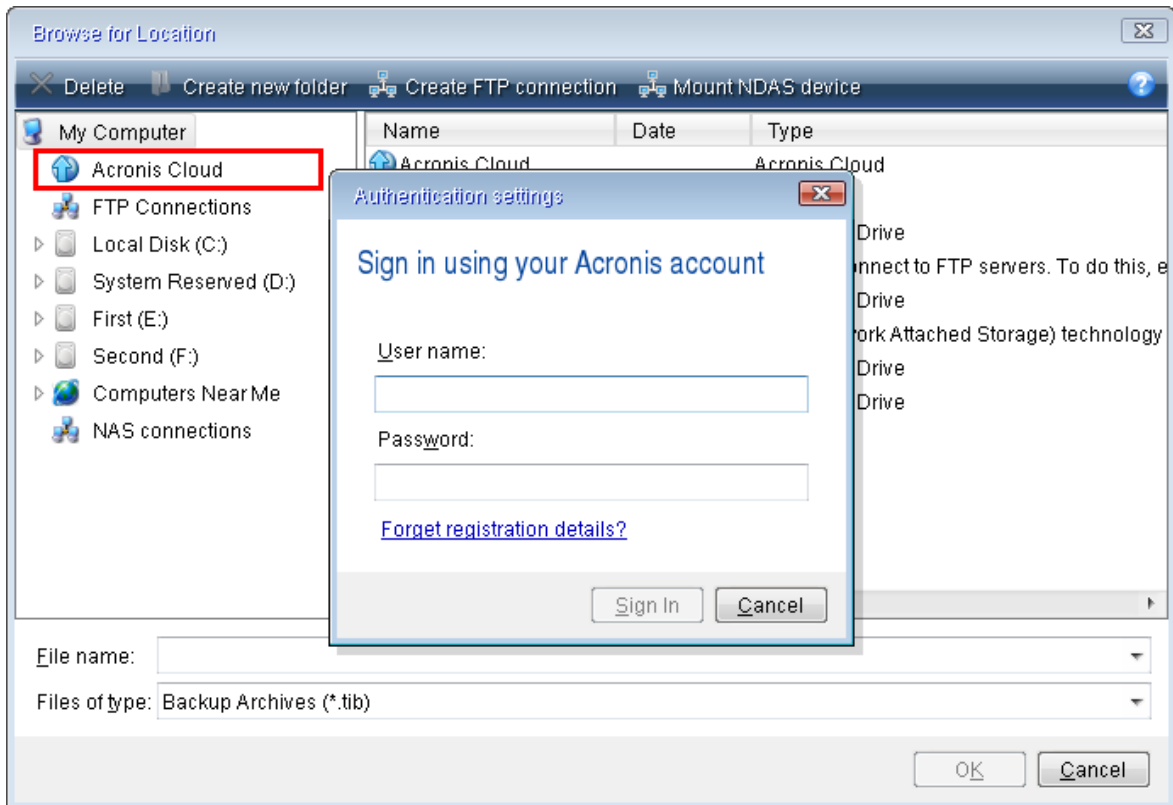 Browse for Location
Delete Create new folder Create FTP connection Mount NDAS device ?
My Computer
Acronis Cloud
FTP Connections
Local Disk (C:)
System Reserved (D:)
First (E:)
Second (F:)
Computers Near Me
NAS connections
Name Date Type
Acronis Cloud Acronis Cloud
Drive
nnect to FTP servers. To do this, e
Drive
ork Attached Storage) technology
Drive
Drive
Authentication settings
Sign in using your Acronis account
User name:
Password:
Forget registration details?
Sign In Cancel
File name:
Files of type: Backup Archives (*.tib)
OK Cancel